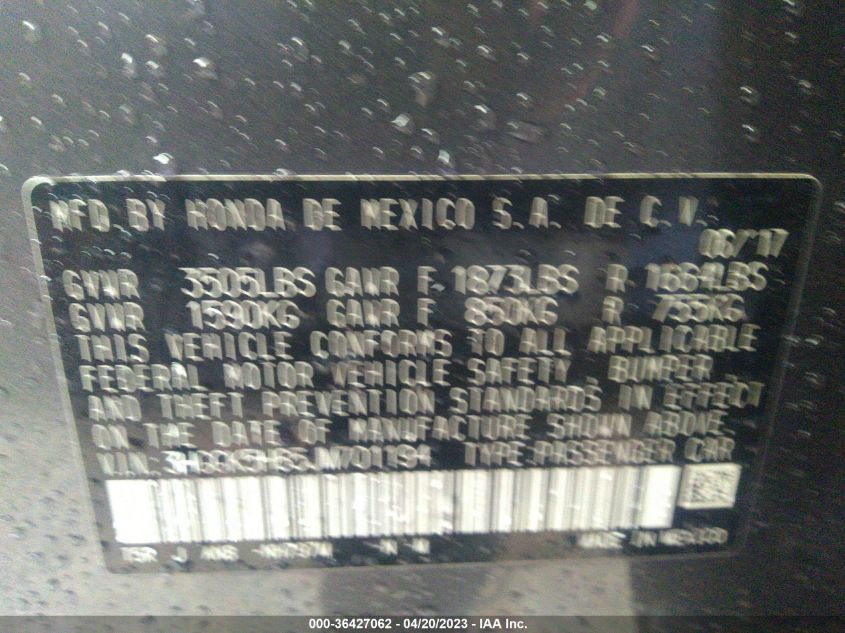 MFD BY HONDA DE MEXICO S.A. DE C.V.
06/17
GVWR 3505LBS GAWR F 1873LBS R 1664LBS
GVWR 1590KG GAWR F 850KG R 755KG
THIS VEHICLE CONFORMS TO ALL APPLICABLE
FEDERAL MOTOR VEHICLE SAFETY, BUMPER,
AND THEFT PREVENTION STANDARDS IN EFFECT
ON THE DATE OF MANUFACTURE SHOWN ABOVE.
V.I.N. TYPE:PASSENGER CAR
T5R J
MADE IN MEXICO
000-36427062 - 04/20/2023 - IAA Inc.